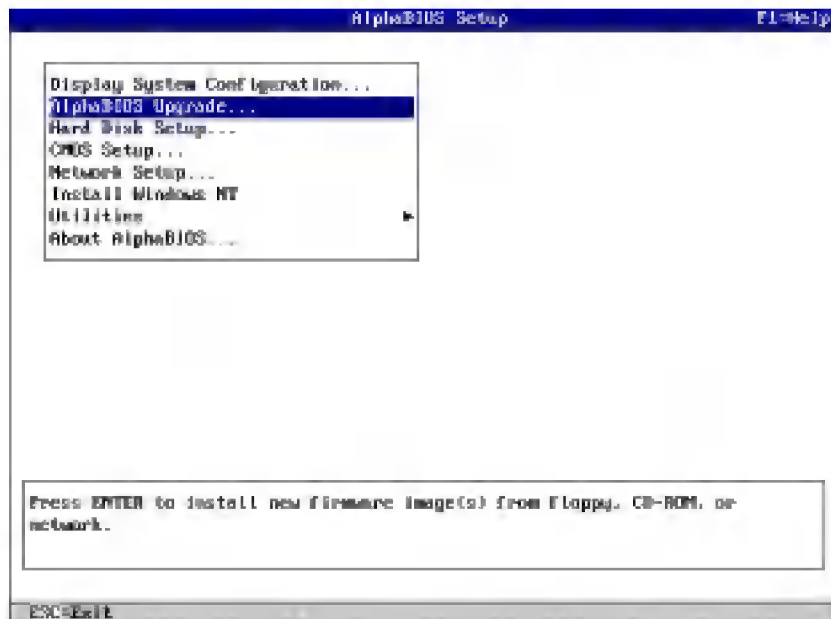 AlphaBIOS Setup F1=Help
Display System Configuration...
AlphaBIOS Upgrade...
Hard Disk Setup...
CMOS Setup...
Network Setup...
Install Windows NT
Utilities
About AlphaBIOS...
Press ENTER to install new firmware image(s) from floppy, CD-ROM, or
network.
ESC=Exit